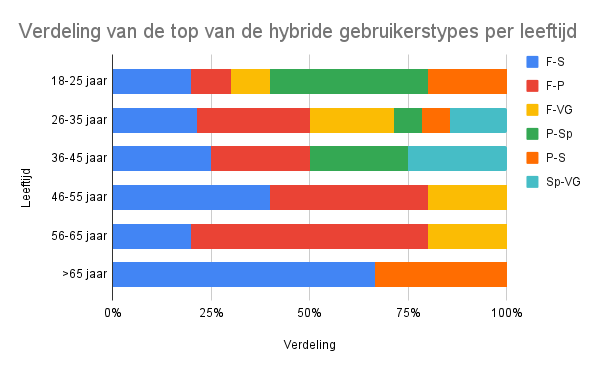 Verdeling van de top van de hybride gebruikerstypes per leeftijd
F-S
F-P
F-VG
P-Sp
P-S
Sp-VG
Leeftijd
18-25 jaar
26-35 jaar
36-45 jaar
46-55 jaar
56-65 jaar
>65 jaar
0%
25%
50%
75%
100%
Verdeling